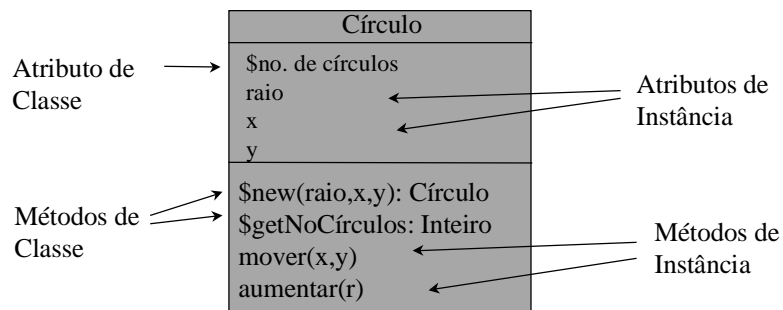 Círculo
Atributo de
Classe
$no. de círculos
raio
x
y
Atributos de
Instância
Métodos de
Classe
$new(raio,x,y): Círculo
$getNoCírculos: Inteiro
mover(x,y)
aumentar(r)
Métodos de
Instância